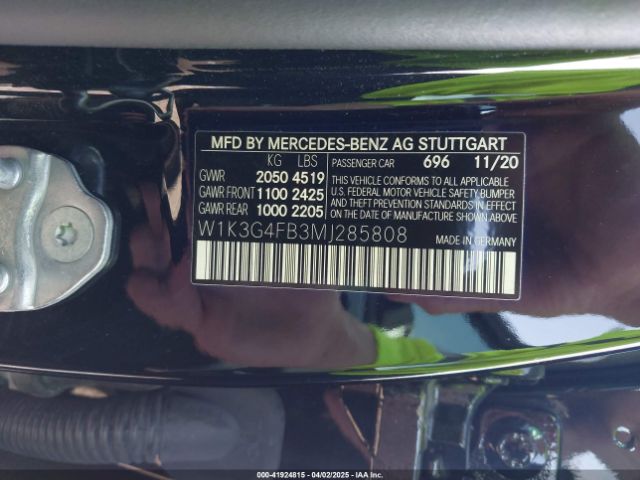 MFD BY MERCEDES-BENZ AG STUTTGART
KG LBS PASSENGER CAR 696 11/20
GVWR 2050 4519
GAWR FRONT 1100 2425
GAWR REAR 1000 2205
THIS VEHICLE CONFORMS TO ALL APPLICABLE
U.S. FEDERAL MOTOR VEHICLE SAFETY, BUMPER
AND THEFT PREVENTION STANDARDS IN EFFECT
ON THE DATE OF MANUFACTURE SHOWN ABOVE.
W1K3G4FB3MJ285808
MADE IN GERMANY
000-41924815 - 04/02/2025 - IAAI.COM